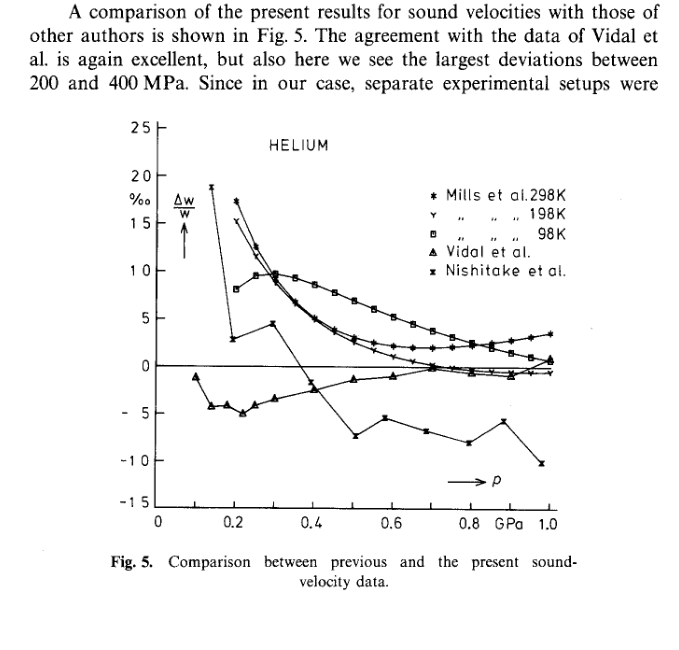 A comparison of the present results for sound velocities with those of
other authors is shown in Fig. 5. The agreement with the data of Vidal et
al. is again excellent, but also here we see the largest deviations between
200 and 400 MPa. Since in our case, separate experimental setups were
25
HELIUM
20
‰ Δw/w
15
10
5
0
- 5
-10
-15
* Mills et al. 298K
Y " " " 198K
" " " 98K
Vidal et al.
Nishitake et al.
p
0 0.2 0.4 0.6 0.8 GPa 1.0
Fig. 5. Comparison between previous and the present sound-
velocity data.